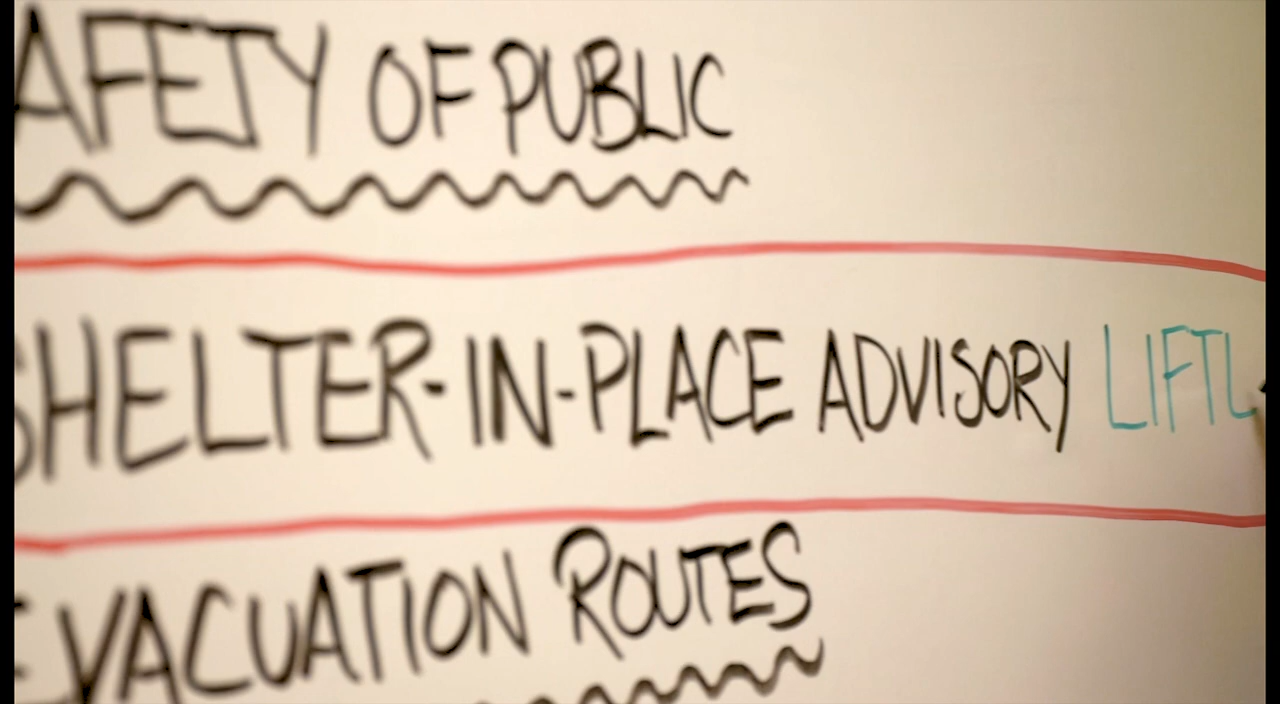 AFETY OF PUBLIC
SHELTER-IN-PLACE ADVISORY LIFTL
EVACUATION ROUTES